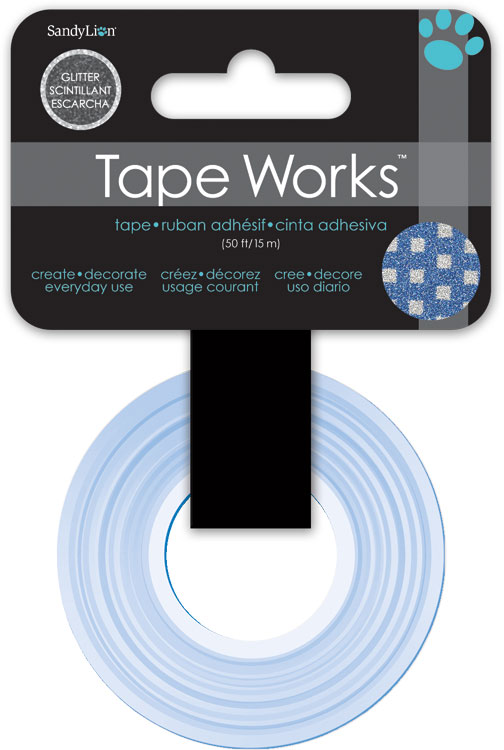 SandyLion
GLITTER
SCINTILLANT
ESCARCHA
Tape Works™
tape•ruban adhésif•cinta adhesiva
(50 ft/15 m)
create•decorate
everyday use
créez•décorez
usage courant
cree•decore
uso diario